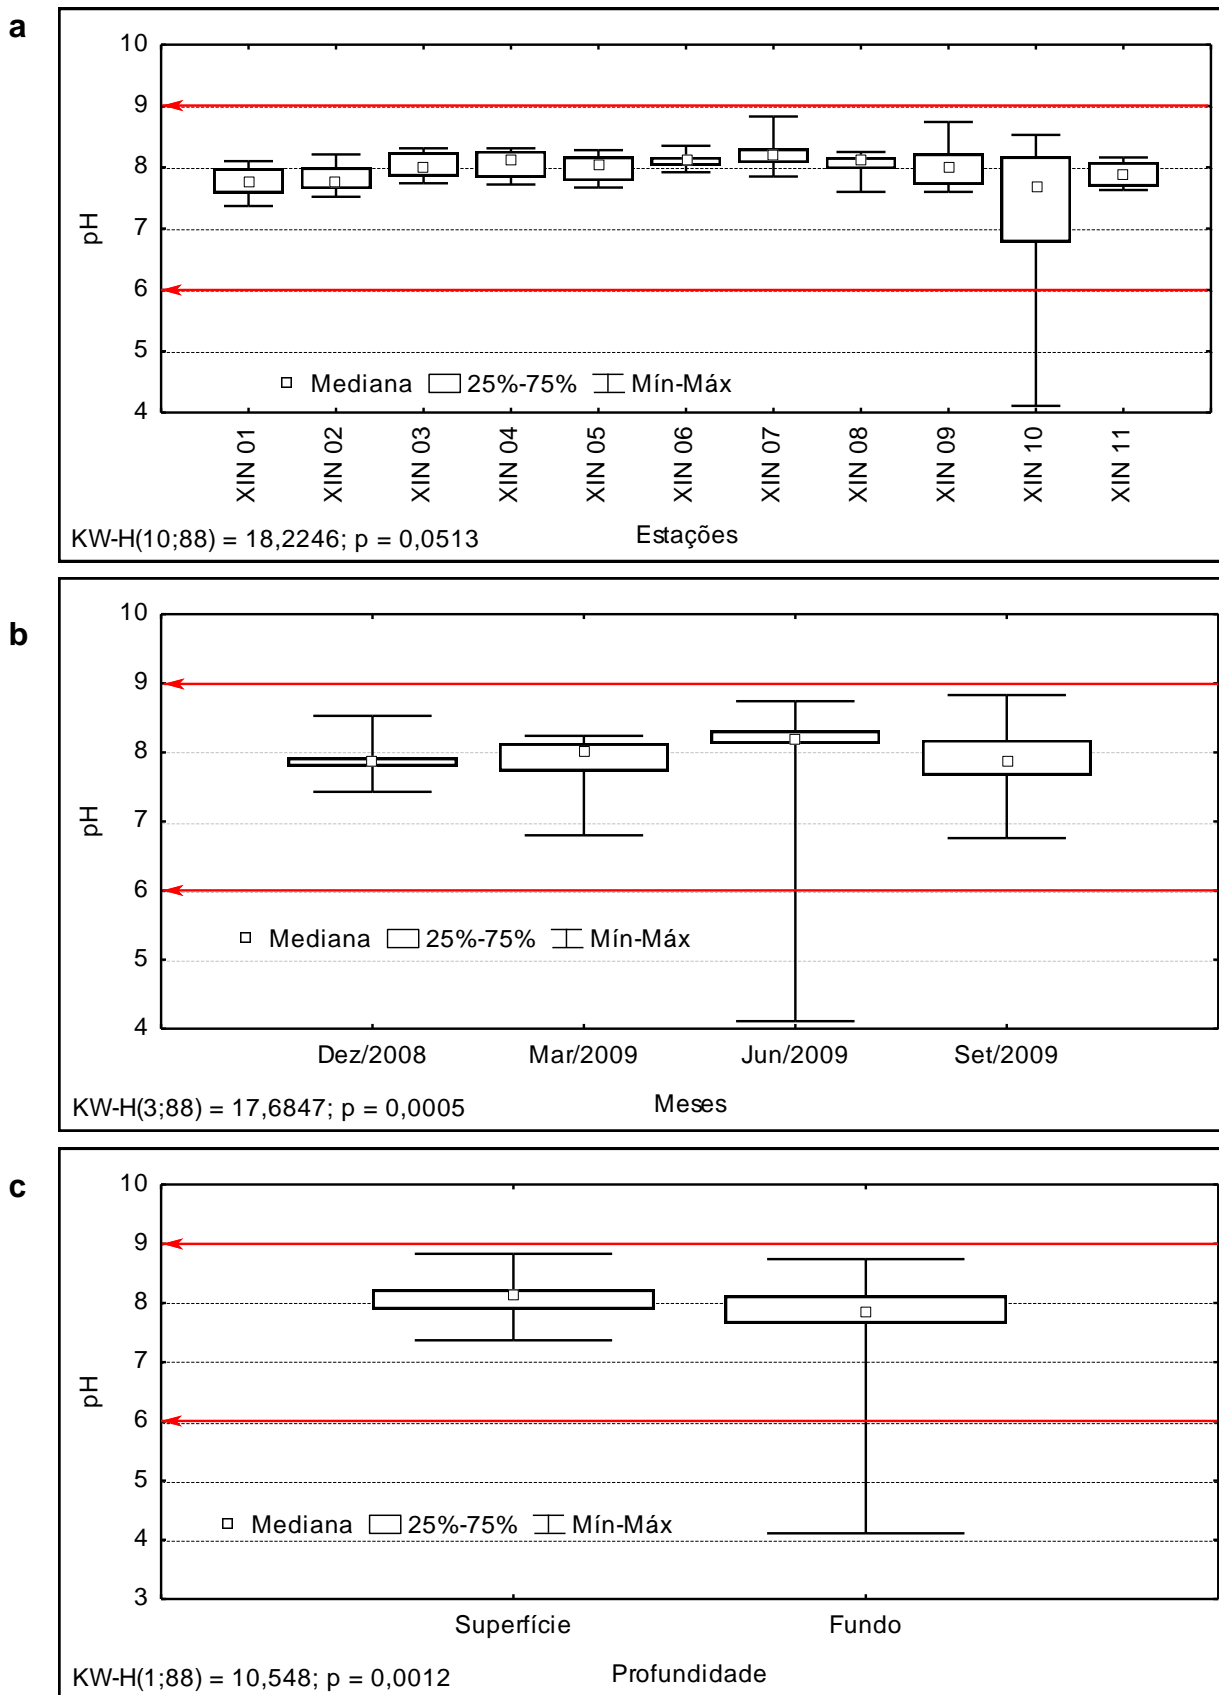 a
10
9
8
7
6
5
4
pH
Mediana 25%-75% Mín-Máx
XIN 01 XIN 02 XIN 03 XIN 04 XIN 05 XIN 06 XIN 07 XIN 08 XIN 09 XIN 10 XIN 11
KW-H(10;88) = 18,2246; p = 0,0513 Estações
b
10
9
8
7
6
5
4
pH
Mediana 25%-75% Mín-Máx
Dez/2008 Mar/2009 Jun/2009 Set/2009
KW-H(3;88) = 17,6847; p = 0,0005 Meses
c
10
9
8
7
6
5
4
3
pH
Mediana 25%-75% Mín-Máx
Superfície Fundo
KW-H(1;88) = 10,548; p = 0,0012 Profundidade